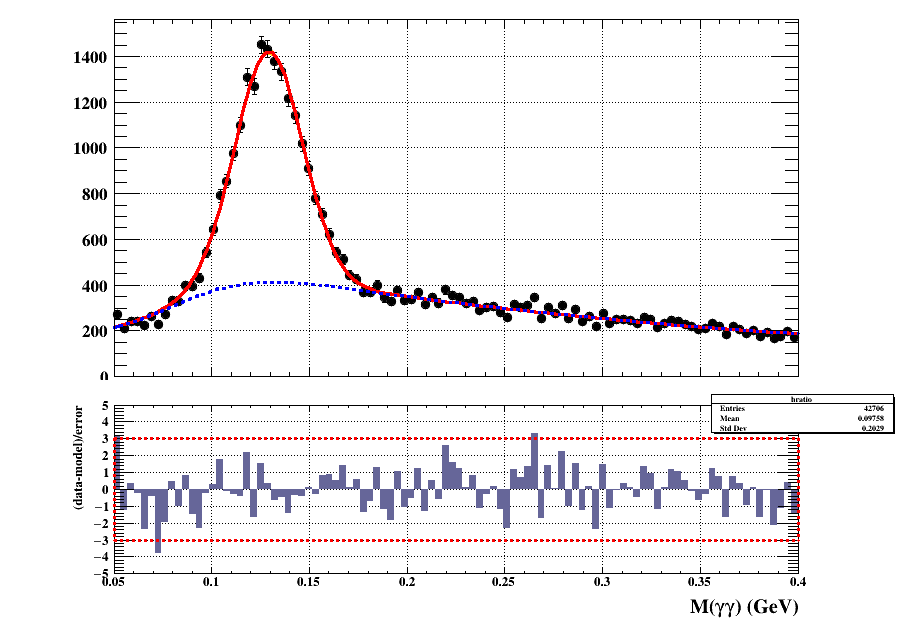 1400
1200
1000
800
600
400
200
0
hratio
Entries 42706
Mean 0.09758
Std Dev 0.2029
(data-model)/error
5
4
3
2
1
0
−1
−2
−3
−4
−5
0.05 0.1 0.15 0.2 0.25 0.3 0.35 0.4
M(γγ) (GeV)